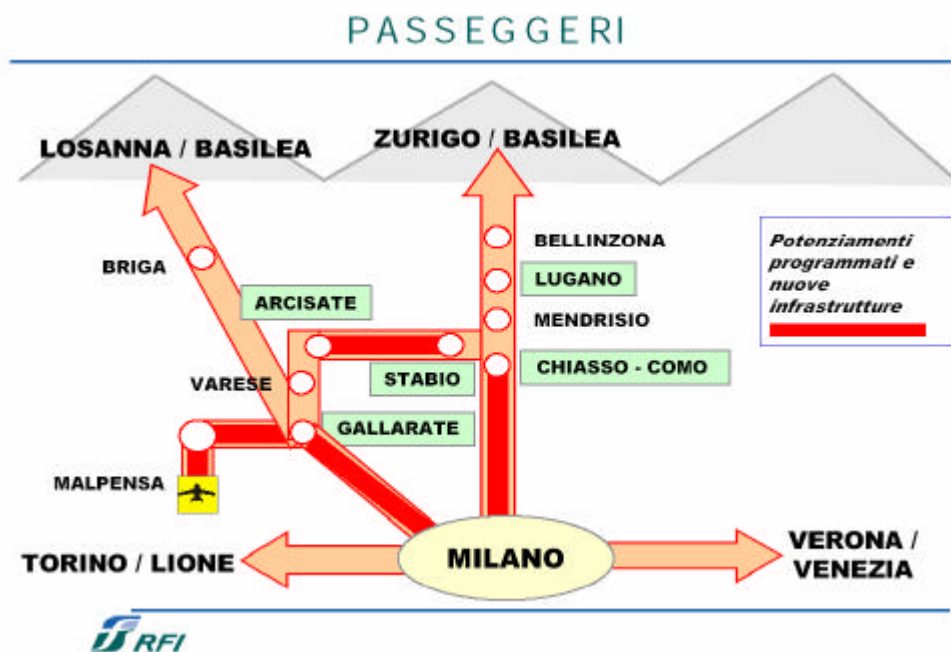 PASSEGGERI
LOSANNA / BASILEA
ZURIGO / BASILEA
BELLINZONA
BRIGA
LUGANO
ARCISATE
MENDRISIO
Potenziamenti
programmati e
nuove
infrastrutture
VARESE
STABIO
CHIASSO - COMO
GALLARATE
MALPENSA
TORINO / LIONE
MILANO
VERONA /
VENEZIA
RFI